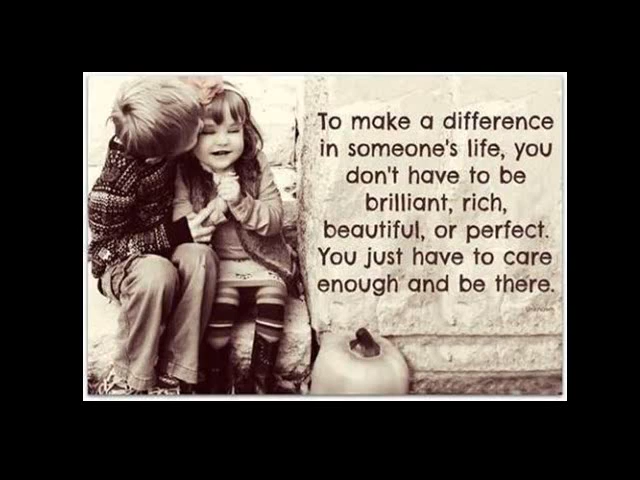 To make a difference
in someone's life, you
don't have to be
brilliant, rich,
beautiful, or perfect.
You just have to care
enough and be there.
Unknown